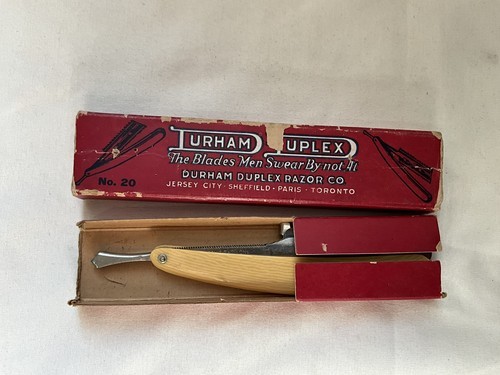 DURHAM DUPLEX
The Blades Men Swear By not At
DURHAM DUPLEX RAZOR CO
No. 20
JERSEY CITY · SHEFFIELD · PARIS · TORONTO